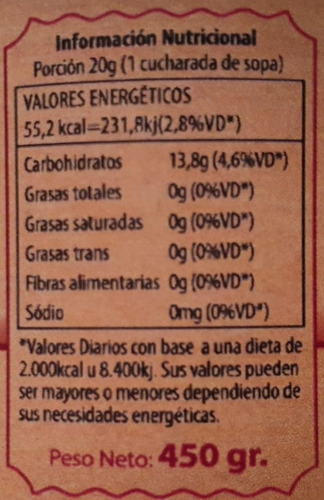 Información Nutricional
Porción 20g (1 cucharada de sopa)
VALORES ENERGÉTICOS
55,2 kcal=231,8kj(2,8%VD*)
Carbohidratos 13,8g (4,6%VD*)
Grasas totales 0g (0%VD*)
Grasas saturadas 0g (0%VD*)
Grasas trans 0g (0%VD*)
Fibras alimentarias 0g (0%VD*)
Sódio 0mg (0%VD*)
*Valores Diarios con base a una dieta de
2.000kcal u 8.400kj. Sus valores pueden
ser mayores o menores dependiendo de
sus necesidades energéticas.
Peso Neto: 450 gr.